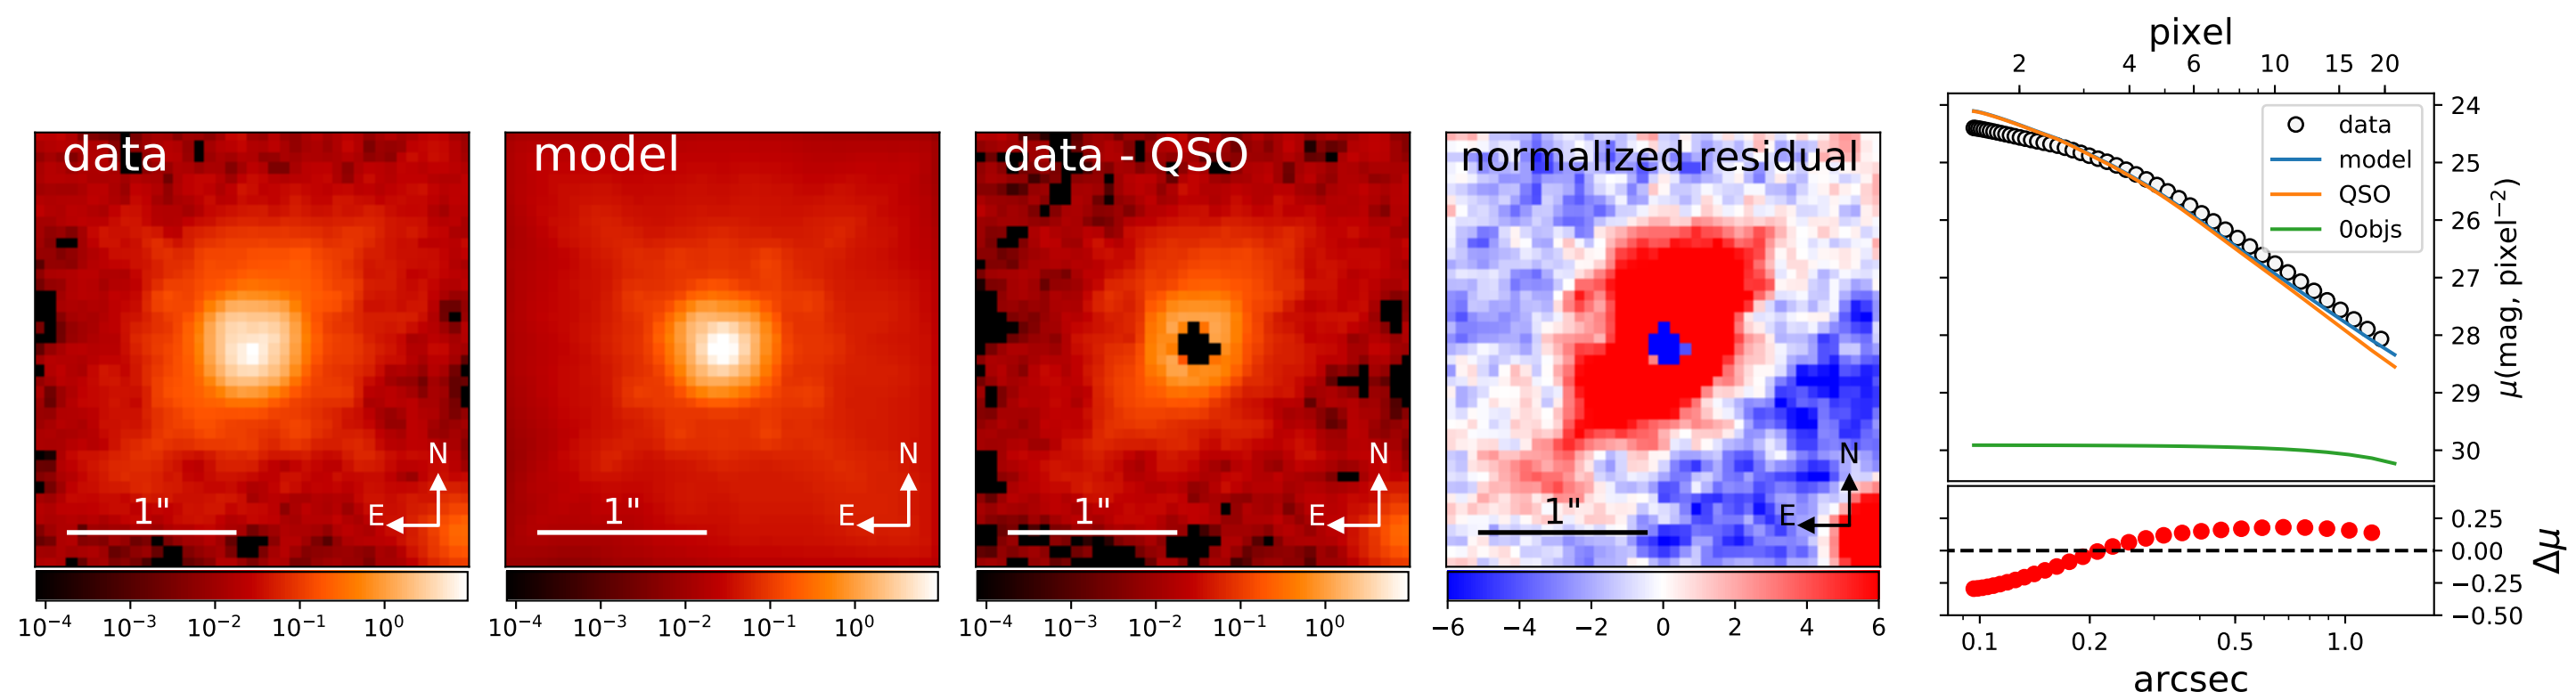 data
N
E
1"
10⁻⁴ 10⁻³ 10⁻² 10⁻¹ 10⁰
model
N
E
1"
10⁻⁴ 10⁻³ 10⁻² 10⁻¹ 10⁰
data - QSO
N
E
1"
10⁻⁴ 10⁻³ 10⁻² 10⁻¹ 10⁰
normalized residual
N
E
1"
−6 −4 −2 0 2 4 6
pixel
2 4 6 10 15 20
data
model
QSO
0objs
24
25
26
27
28
29
30
μ(mag, pixel⁻²)
0.25
0.00
−0.25
−0.50
Δμ
0.1 0.2 0.5 1.0
arcsec